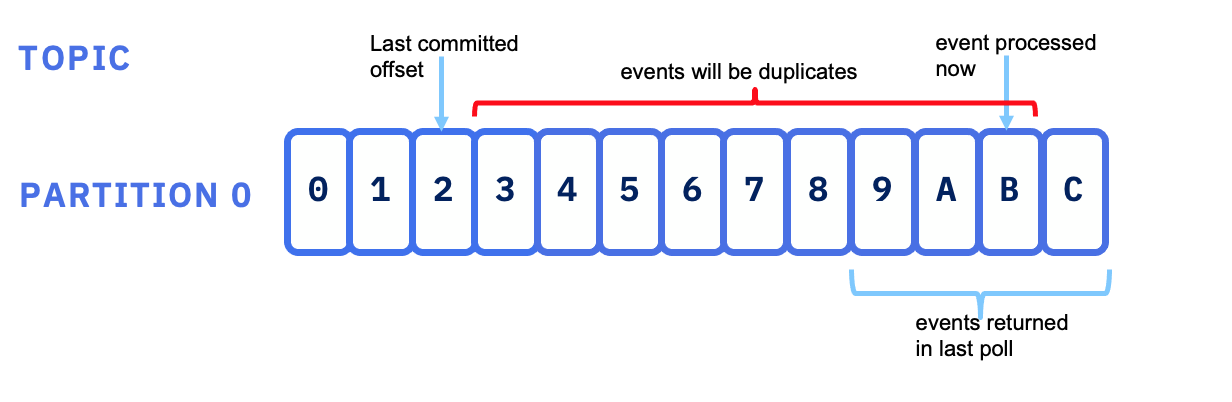 TOPIC
Last committed
offset
events will be duplicates
event processed
now
PARTITION 0
0 1 2 3 4 5 6 7 8 9 A B C
events returned
in last poll